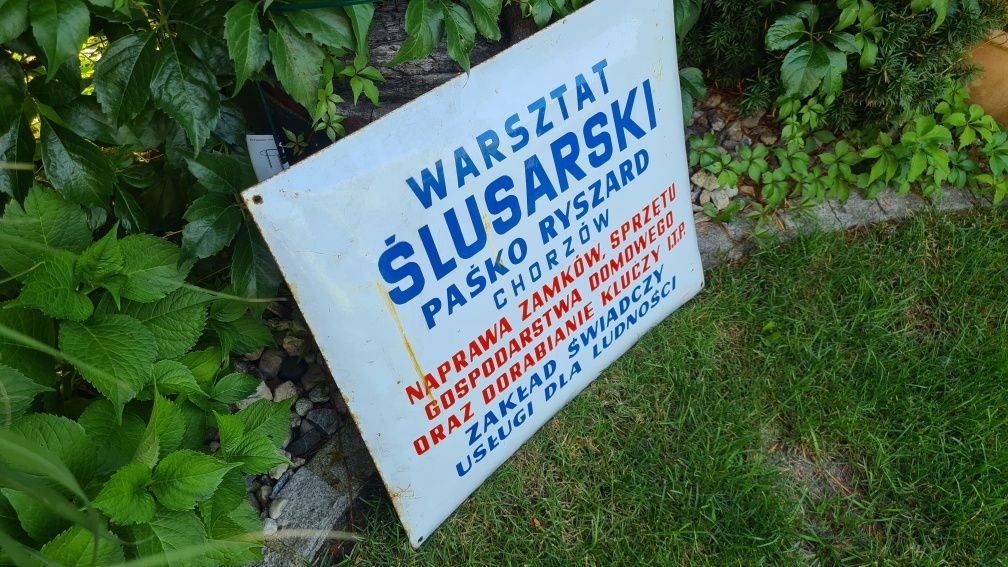 WARSZTAT
ŚLUSARSKI
PAŚKO RYSZARD
CHORZÓW
NAPRAWA ZAMKÓW, SPRZĘTU
GOSPODARSTWA DOMOWEGO
ORAZ DORABIANIE KLUCZY I.T.P.
ZAKŁAD ŚWIADCZY
USŁUGI DLA LUDNOŚCI